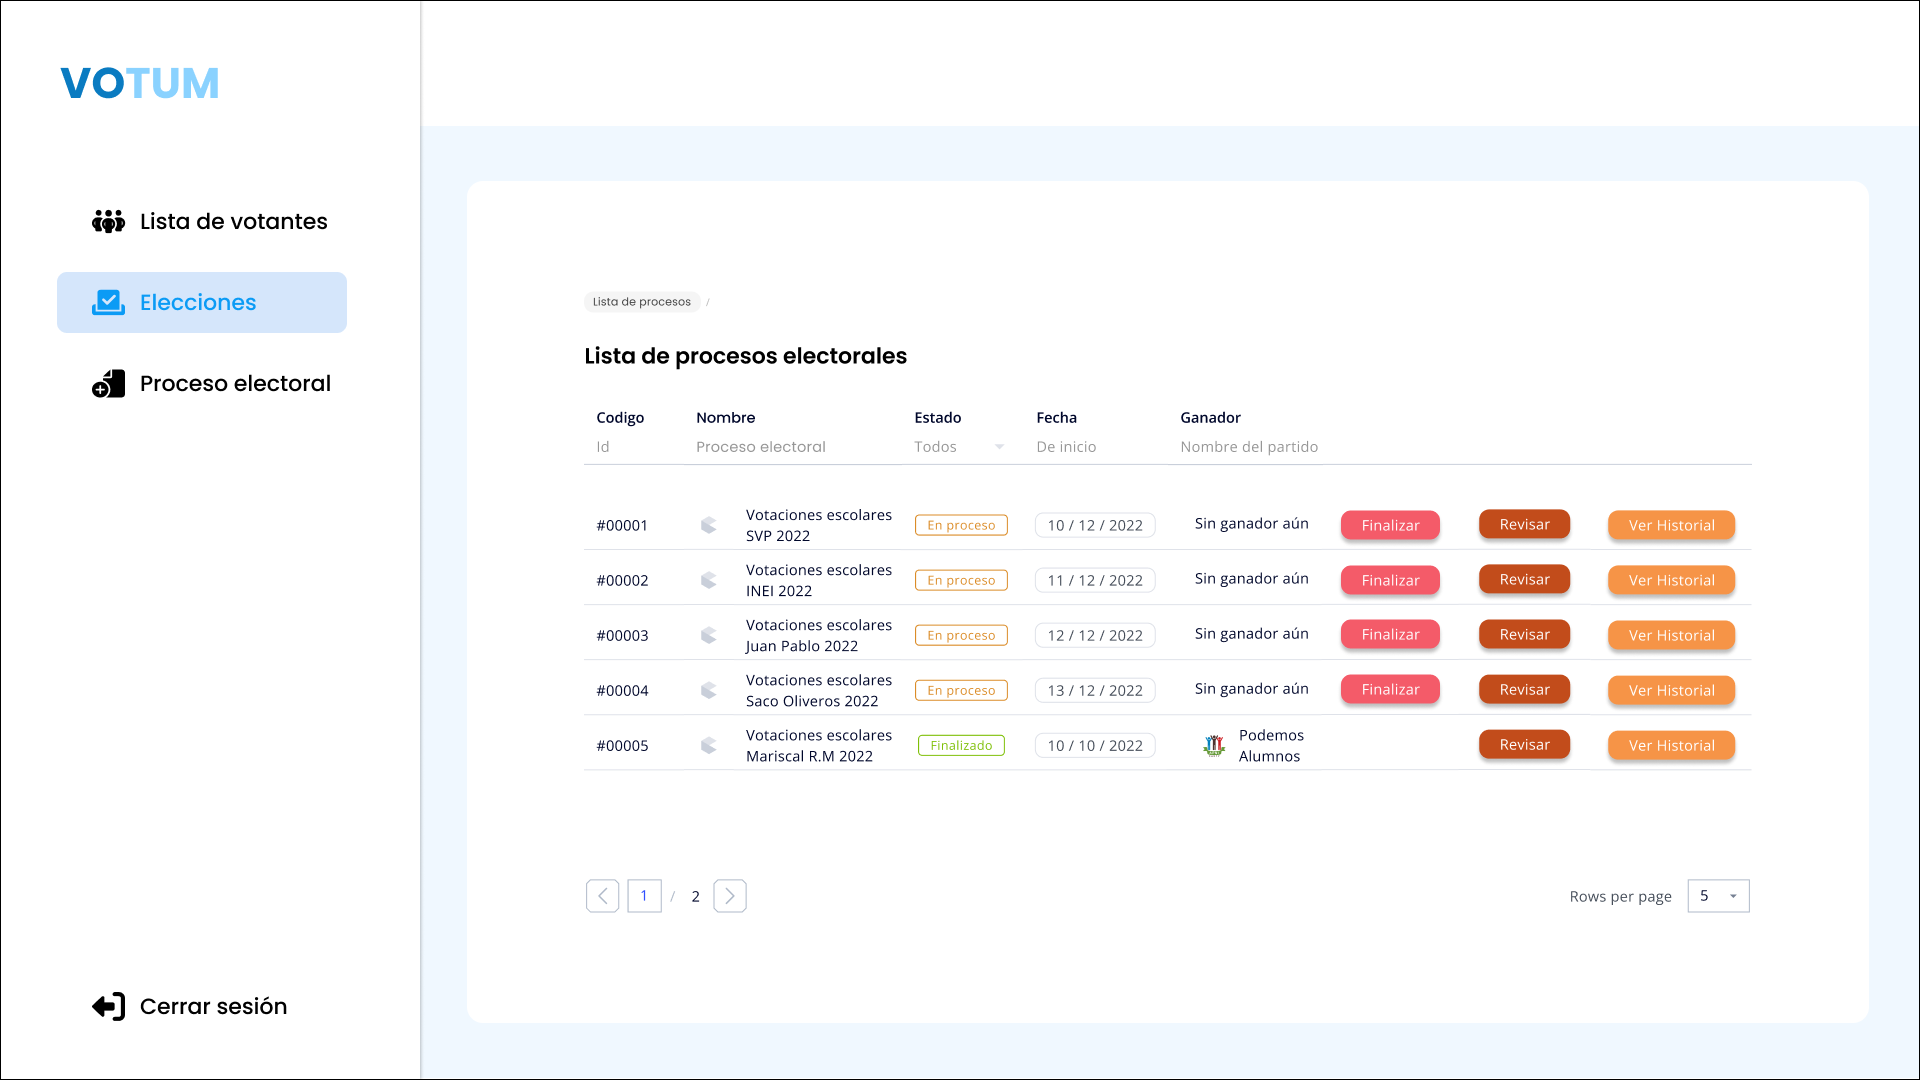 VOTUM
Lista de votantes
Elecciones
Proceso electoral
Cerrar sesión
Lista de procesos /
Lista de procesos electorales
Codigo Nombre Estado Fecha Ganador
Id Proceso electoral Todos De inicio Nombre del partido
#00001 Votaciones escolares SVP 2022 En proceso 10 / 12 / 2022 Sin ganador aún Finalizar Revisar Ver Historial
#00002 Votaciones escolares INEI 2022 En proceso 11 / 12 / 2022 Sin ganador aún Finalizar Revisar Ver Historial
#00003 Votaciones escolares Juan Pablo 2022 En proceso 12 / 12 / 2022 Sin ganador aún Finalizar Revisar Ver Historial
#00004 Votaciones escolares Saco Oliveros 2022 En proceso 13 / 12 / 2022 Sin ganador aún Finalizar Revisar Ver Historial
#00005 Votaciones escolares Mariscal R.M 2022 Finalizado 10 / 10 / 2022 Podemos Alumnos Revisar Ver Historial
1 / 2
Rows per page 5